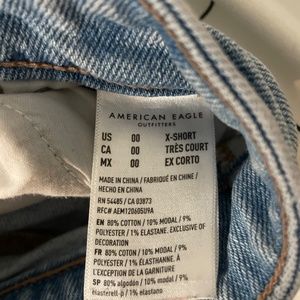 AMERICAN EAGLE
OUTFITTERS
US 00 X-SHORT
CA 00 TRÈS COURT
MX 00 EX CORTO
MADE IN CHINA / FABRIQUÉ EN CHINE /
HECHO EN CHINA
RN 54485 / CA 03873
RFC# AEM120605U9A
EN 80% COTTON / 10% MODAL / 9%
POLYESTER / 1% ELASTANE. EXCLUSIVE OF
DECORATION
FR 80% COTON / 10% MODAL / 9%
POLYESTER / 1% ÉLASTHANNE. À
L'EXCEPTION DE LA GARNITURE
SP 80% algodón / 10% modal / 9%
elasterell-p / 1% elastano